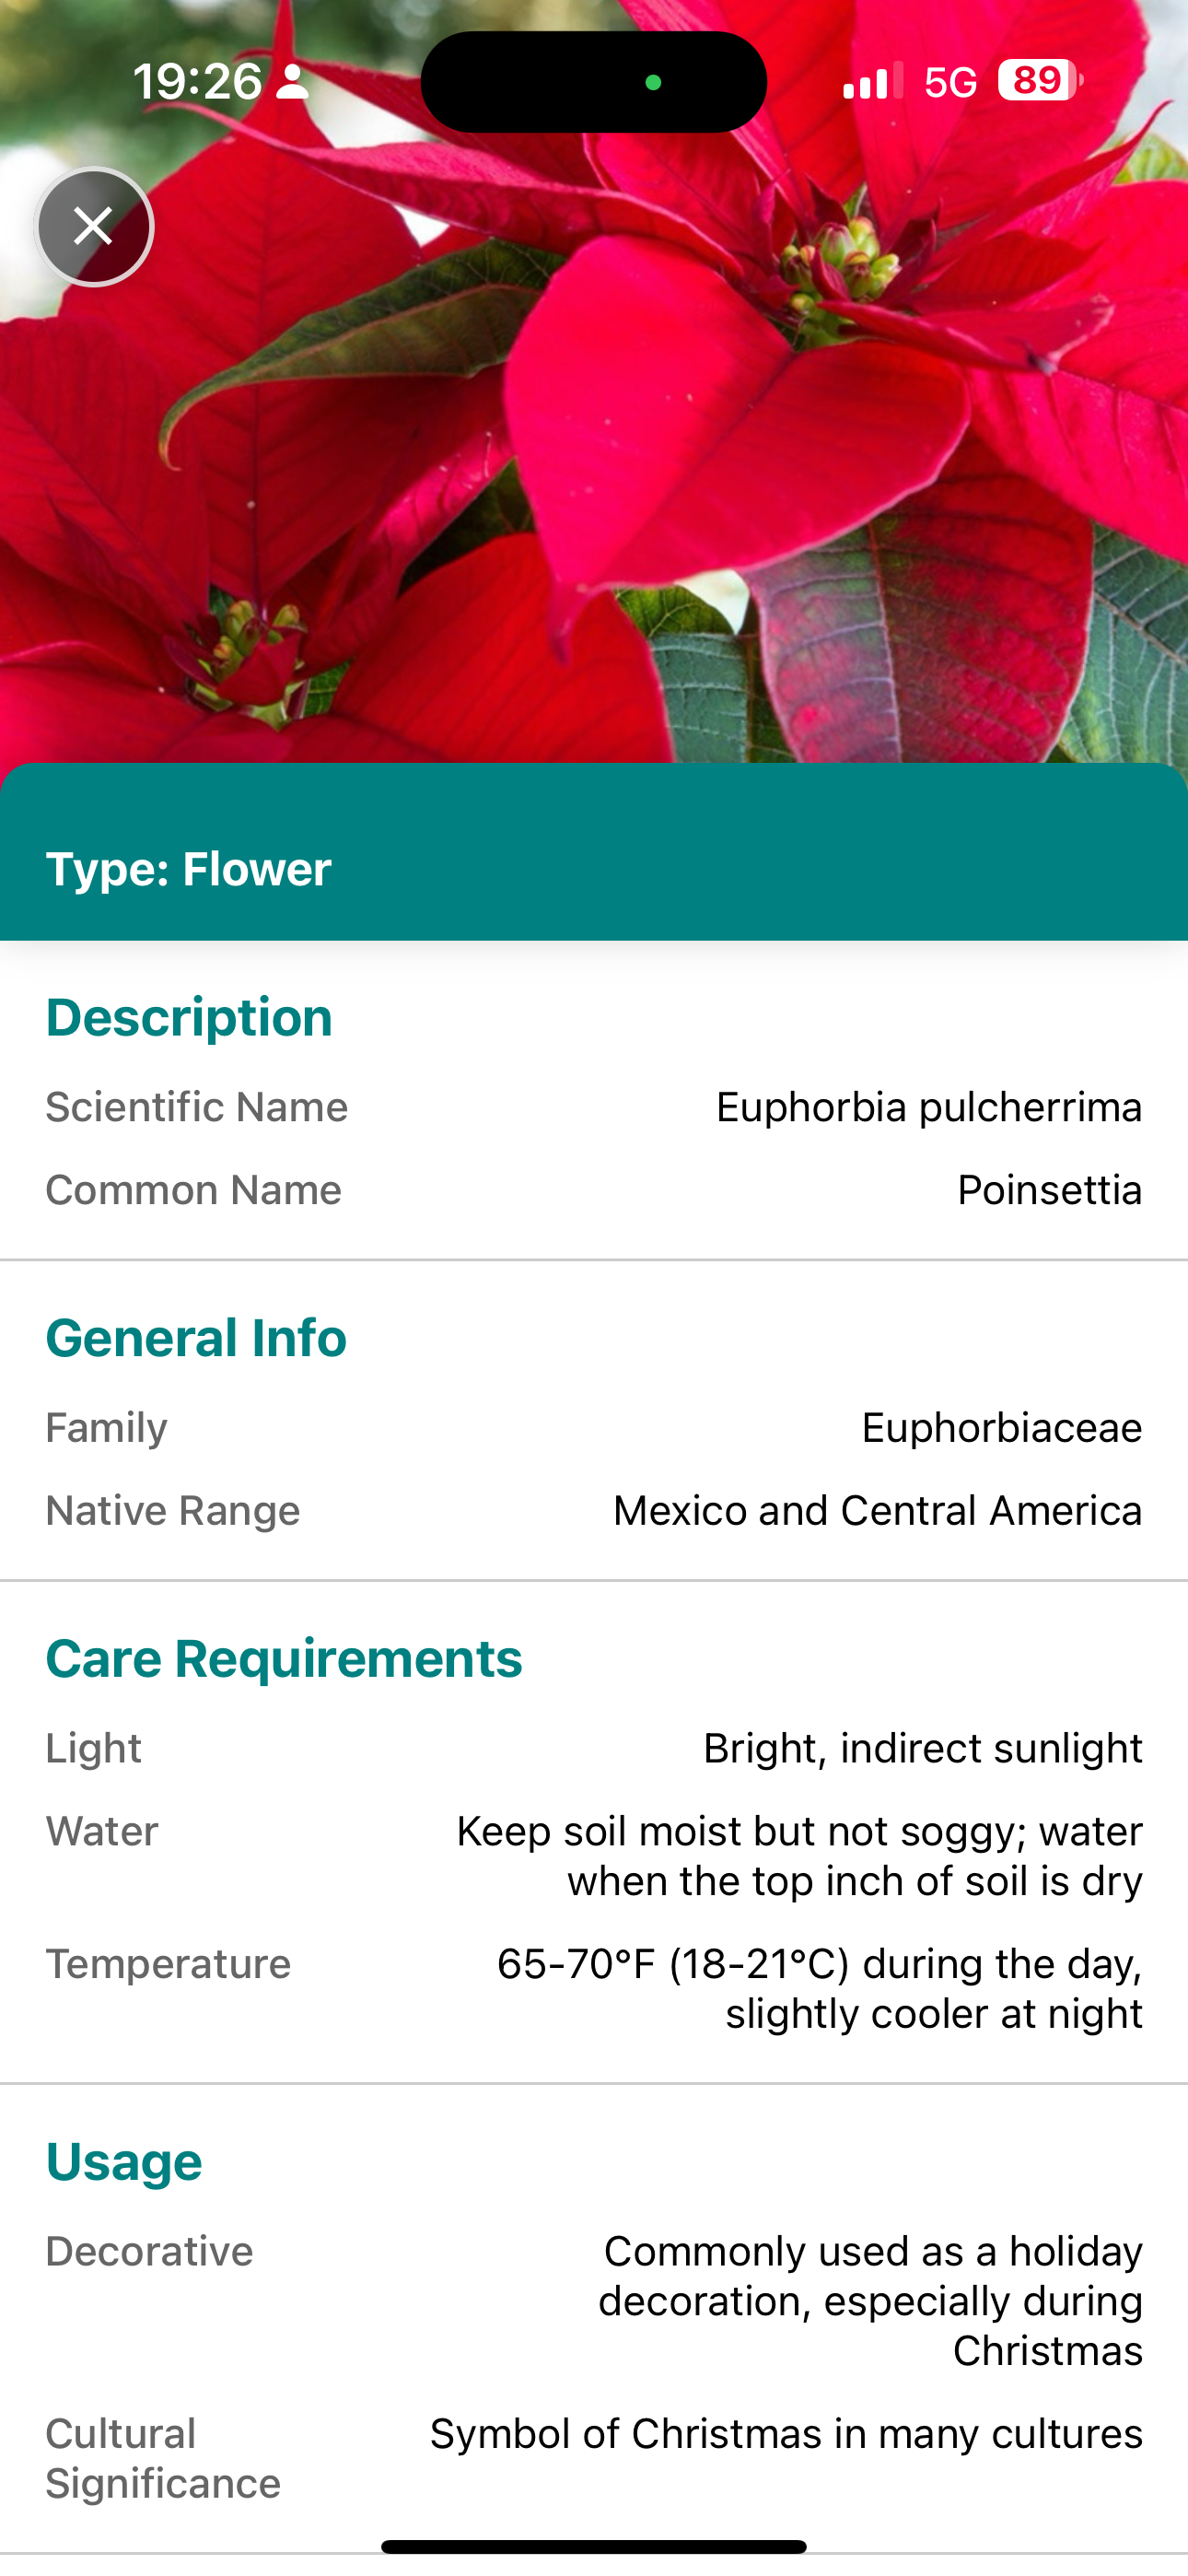 19:26
5G
89
Type: Flower
Description
Scientific Name
Euphorbia pulcherrima
Common Name
Poinsettia
General Info
Family
Euphorbiaceae
Native Range
Mexico and Central America
Care Requirements
Light
Bright, indirect sunlight
Water
Keep soil moist but not soggy; water
when the top inch of soil is dry
Temperature
65-70°F (18-21°C) during the day,
slightly cooler at night
Usage
Decorative
Commonly used as a holiday
decoration, especially during
Christmas
Cultural
Significance
Symbol of Christmas in many cultures